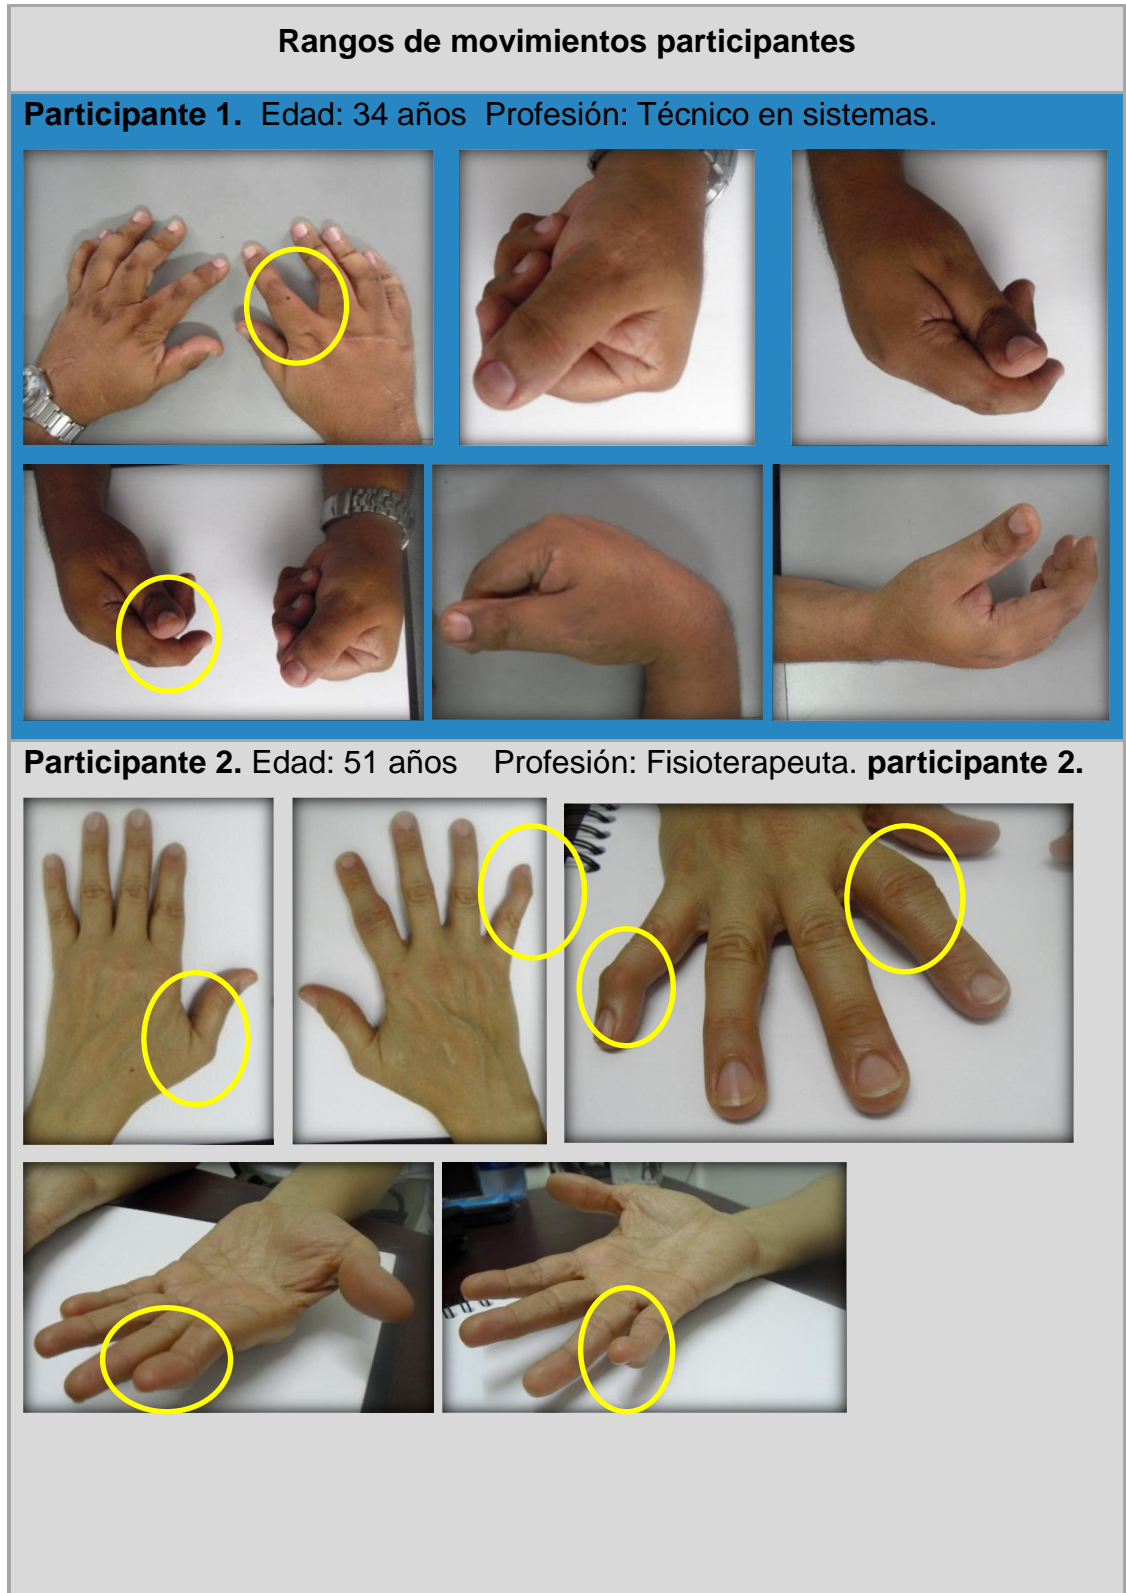 Rangos de movimientos participantes
Participante 1. Edad: 34 años Profesión: Técnico en sistemas.
Participante 2. Edad: 51 años Profesión: Fisioterapeuta. participante 2.